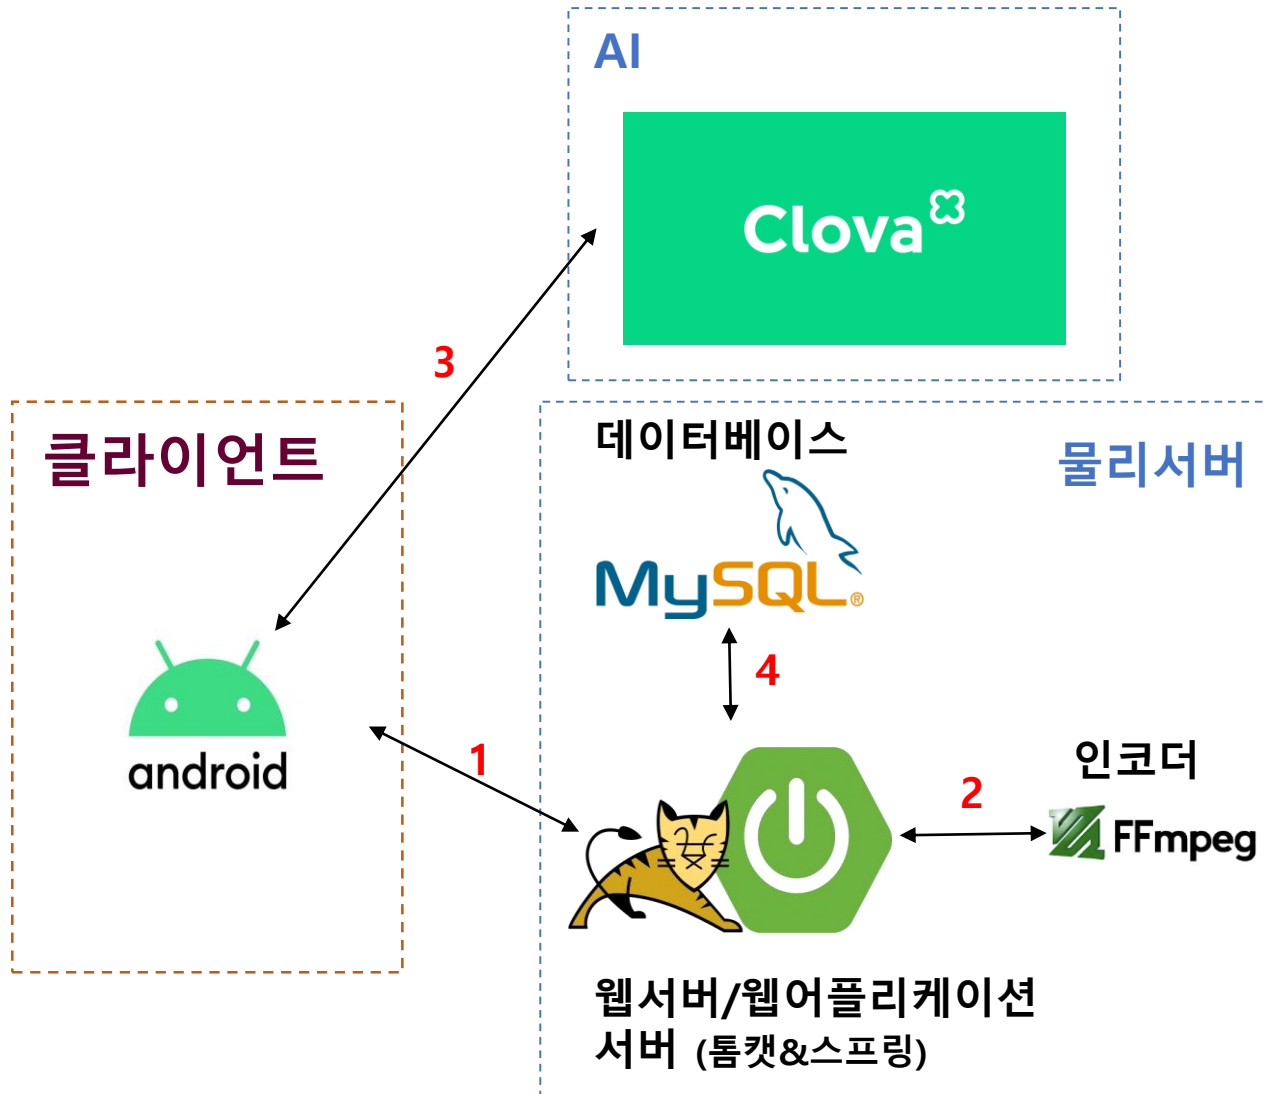 AI
Clova
3
클라이언트
데이터베이스
물리서버
MySQL®
4
android
1
인코더
2
FFmpeg
웹서버/웹어플리케이션
서버 (톰캣&스프링)